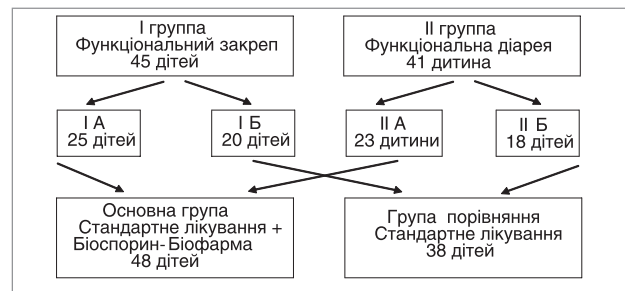 І группа
Функціональний закреп
45 дітей
ІІ группа
Функціональна діарея
41 дитина
І А
25 дітей
І Б
20 дітей
ІІ А
23 дитини
ІІ Б
18 дітей
Основна група
Стандартне лікування +
Біоспорин-Біофарма
48 дітей
Група порівняння
Стандартне лікування
38 дітей